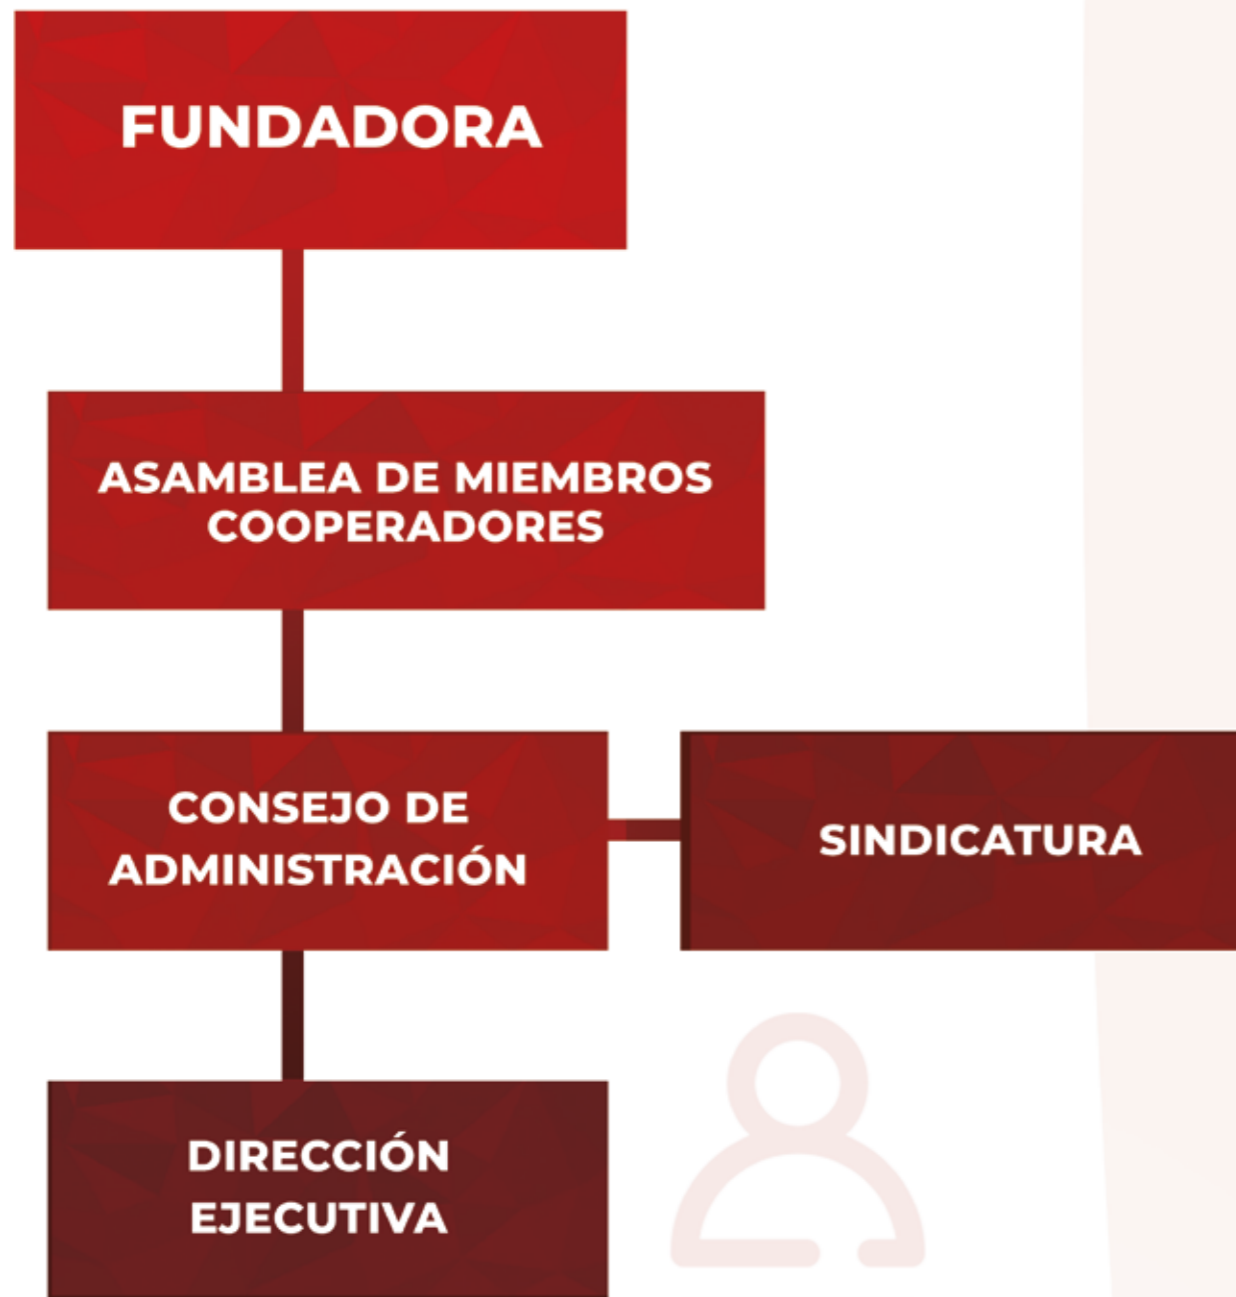 FUNDADORA
ASAMBLEA DE MIEMBROS
COOPERADORES
CONSEJO DE
ADMINISTRACIÓN
SINDICATURA
DIRECCIÓN
EJECUTIVA